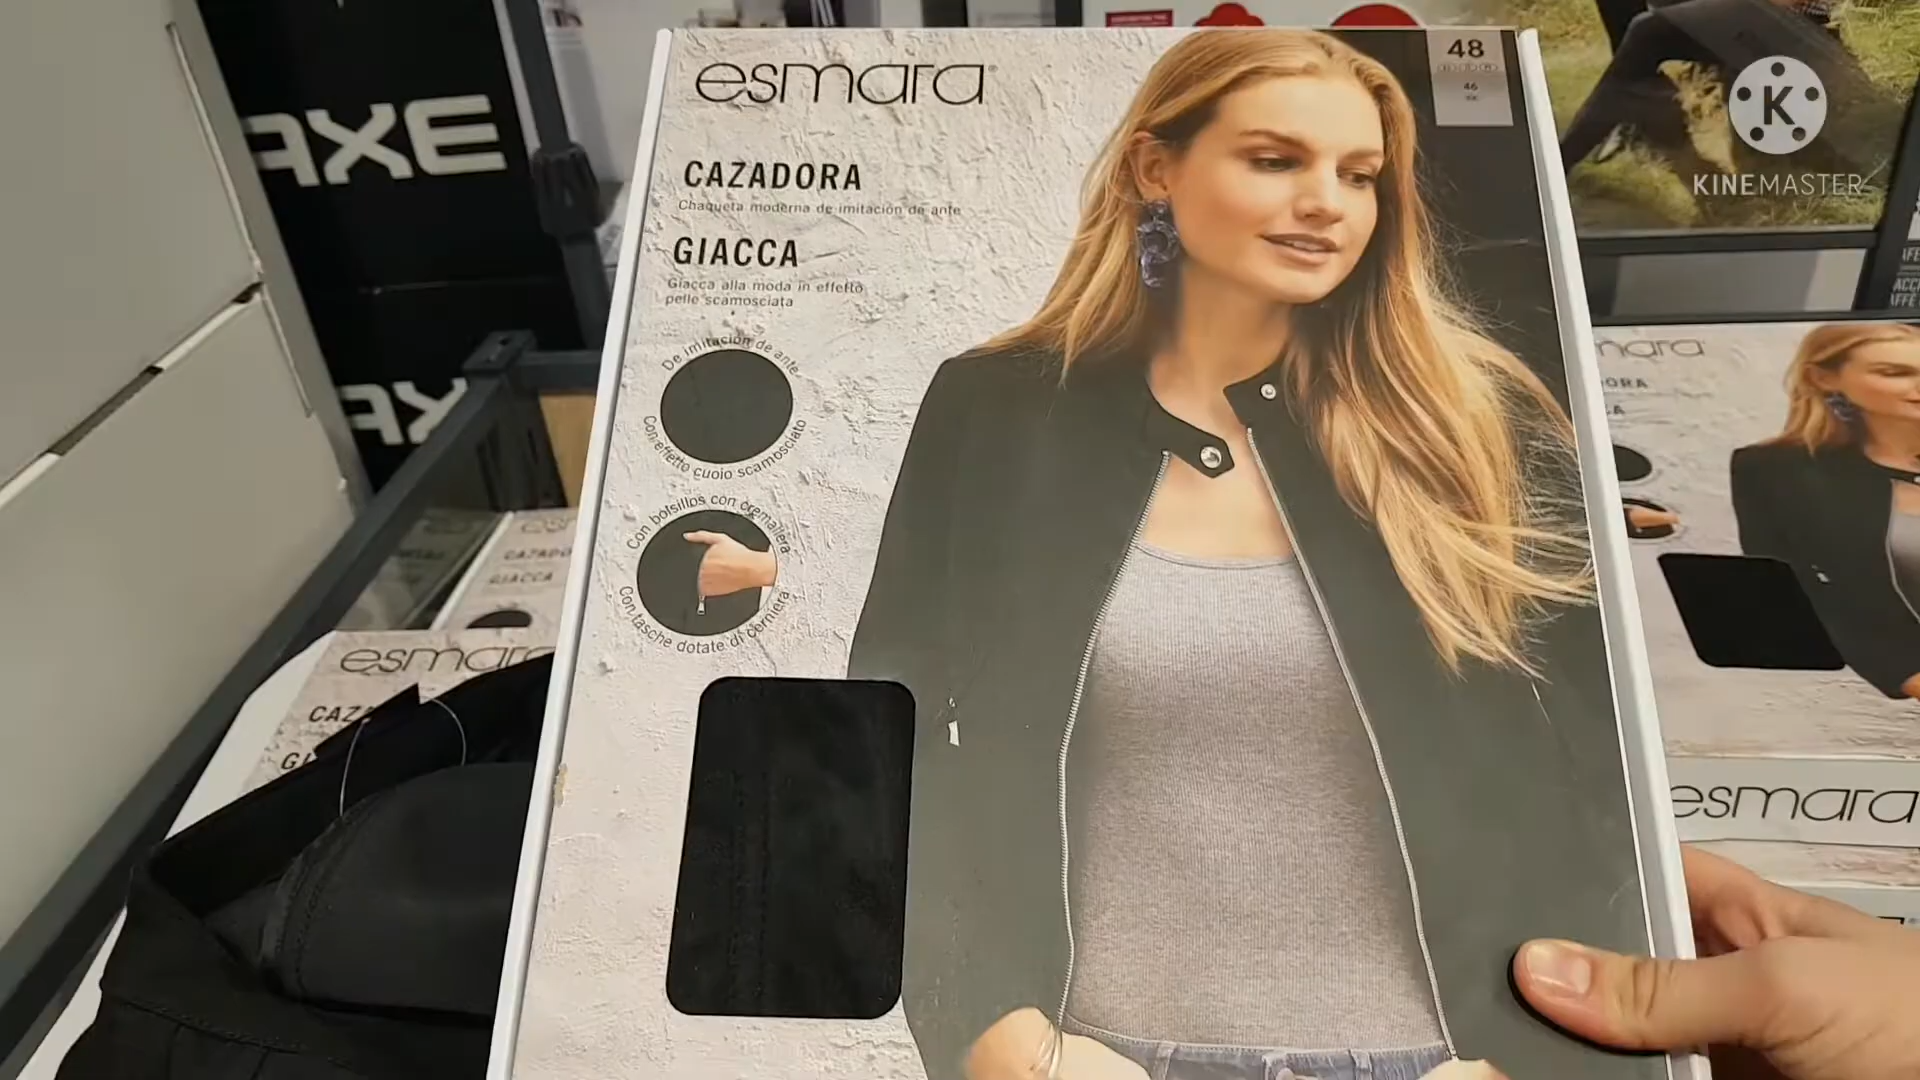 esmara
48
46
CAZADORA
Chaqueta moderna de imitación de ante
GIACCA
Giacca alla moda in effetto
pelle scamosciata
De imitación de ante
Con effetto cuoio scamosciato
Con bolsillos con cremallera
Con tasche dotate di cerniera
AXE
KINEMASTER
esmara
esmara